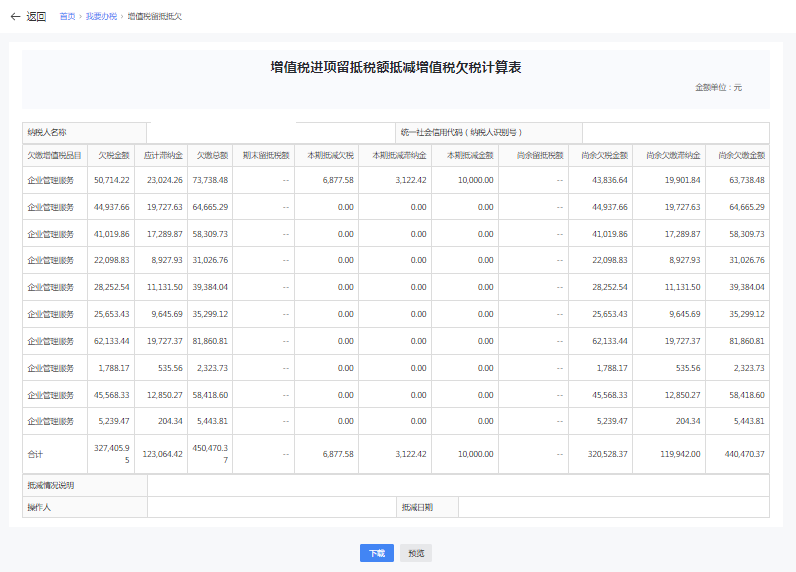 ← 返回 首页 › 我要办税 › 增值税留抵抵欠
增值税进项留抵税额抵减增值税欠税计算表
金额单位：元
纳税人名称 统一社会信用代码（纳税人识别号）
欠缴增值税品目 欠税金额 应计滞纳金 欠缴总额 期末留抵税额 本期抵减欠税 本期抵减滞纳金 本期抵减金额 尚余留抵税额 尚余欠税金额 尚余欠缴滞纳金 尚余欠缴金额
企业管理服务 50,714.22 23,024.26 73,738.48 -- 6,877.58 3,122.42 10,000.00 -- 43,836.64 19,901.84 63,738.48
企业管理服务 44,937.66 19,727.63 64,665.29 -- 0.00 0.00 0.00 -- 44,937.66 19,727.63 64,665.29
企业管理服务 41,019.86 17,289.87 58,309.73 -- 0.00 0.00 0.00 -- 41,019.86 17,289.87 58,309.73
企业管理服务 22,098.83 8,927.93 31,026.76 -- 0.00 0.00 0.00 -- 22,098.83 8,927.93 31,026.76
企业管理服务 28,252.54 11,131.50 39,384.04 -- 0.00 0.00 0.00 -- 28,252.54 11,131.50 39,384.04
企业管理服务 25,653.43 9,645.69 35,299.12 -- 0.00 0.00 0.00 -- 25,653.43 9,645.69 35,299.12
企业管理服务 62,133.44 19,727.37 81,860.81 -- 0.00 0.00 0.00 -- 62,133.44 19,727.37 81,860.81
企业管理服务 1,788.17 535.56 2,323.73 -- 0.00 0.00 0.00 -- 1,788.17 535.56 2,323.73
企业管理服务 45,568.33 12,850.27 58,418.60 -- 0.00 0.00 0.00 -- 45,568.33 12,850.27 58,418.60
企业管理服务 5,239.47 204.34 5,443.81 -- 0.00 0.00 0.00 -- 5,239.47 204.34 5,443.81
合计 327,405.95 123,064.42 450,470.37 -- 6,877.58 3,122.42 10,000.00 -- 320,528.37 119,942.00 440,470.37
抵减情况说明
操作人 抵减日期
下载 预览